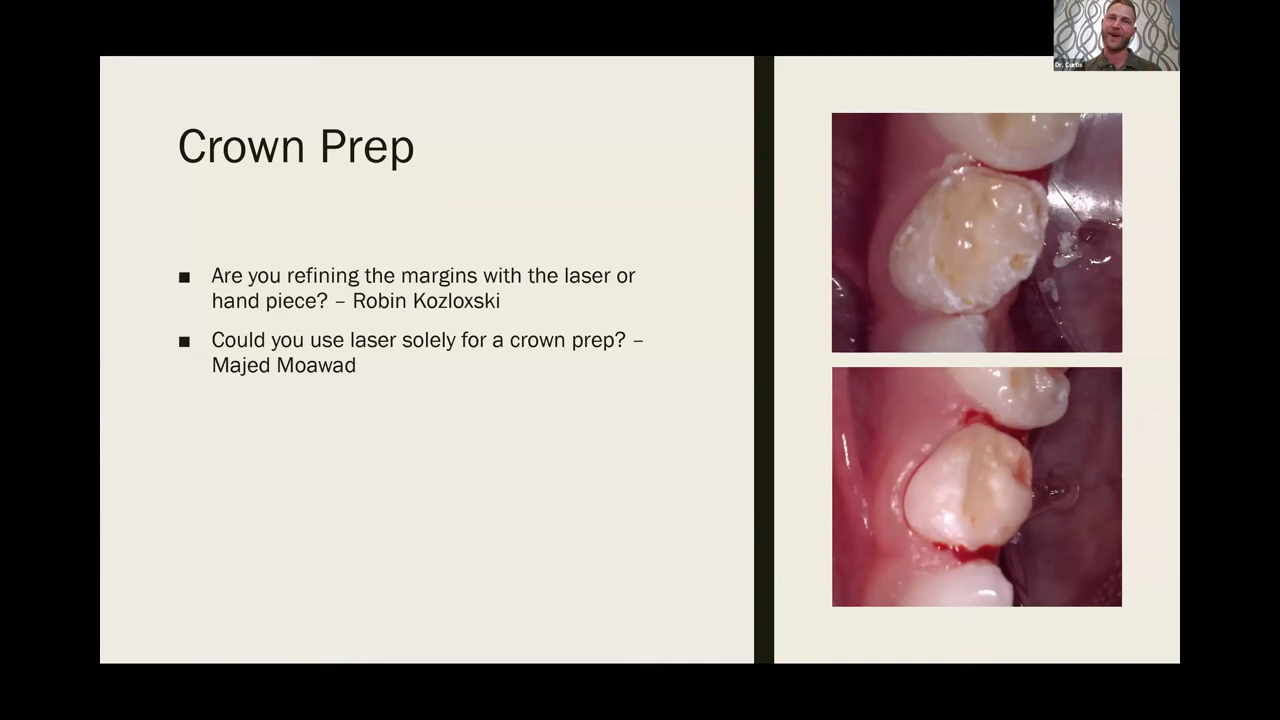 Dr. Curtis
Crown Prep
■ Are you refining the margins with the laser or
hand piece? – Robin Kozloxski
■ Could you use laser solely for a crown prep? –
Majed Moawad